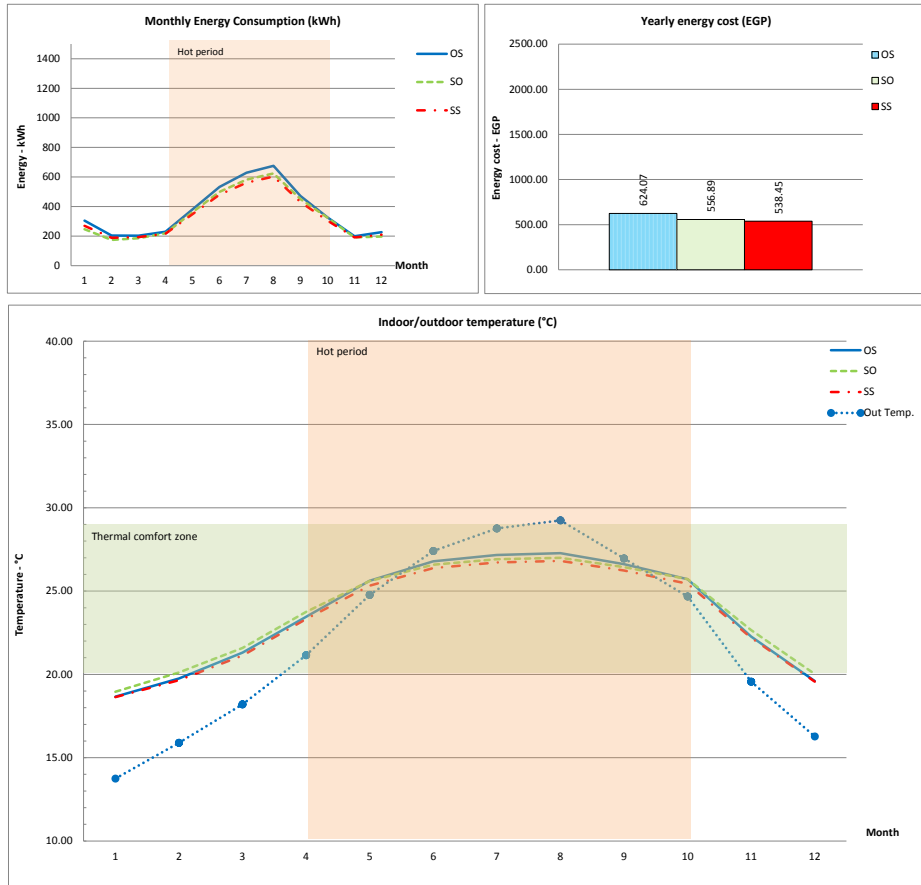 Monthly Energy Consumption (kWh)
Hot period
Energy - kWh
1400
1200
1000
800
600
400
200
0
1 2 3 4 5 6 7 8 9 10 11 12
Month
OS
SO
SS
Yearly energy cost (EGP)
Energy cost - EGP
2500.00
2000.00
1500.00
1000.00
500.00
0.00
624.07
556.89
538.45
OS
SO
SS
Indoor/outdoor temperature (°C)
Hot period
Thermal comfort zone
Temperature - °C
40.00
35.00
30.00
25.00
20.00
15.00
10.00
1 2 3 4 5 6 7 8 9 10 11 12
Month
OS
SO
SS
Out Temp.